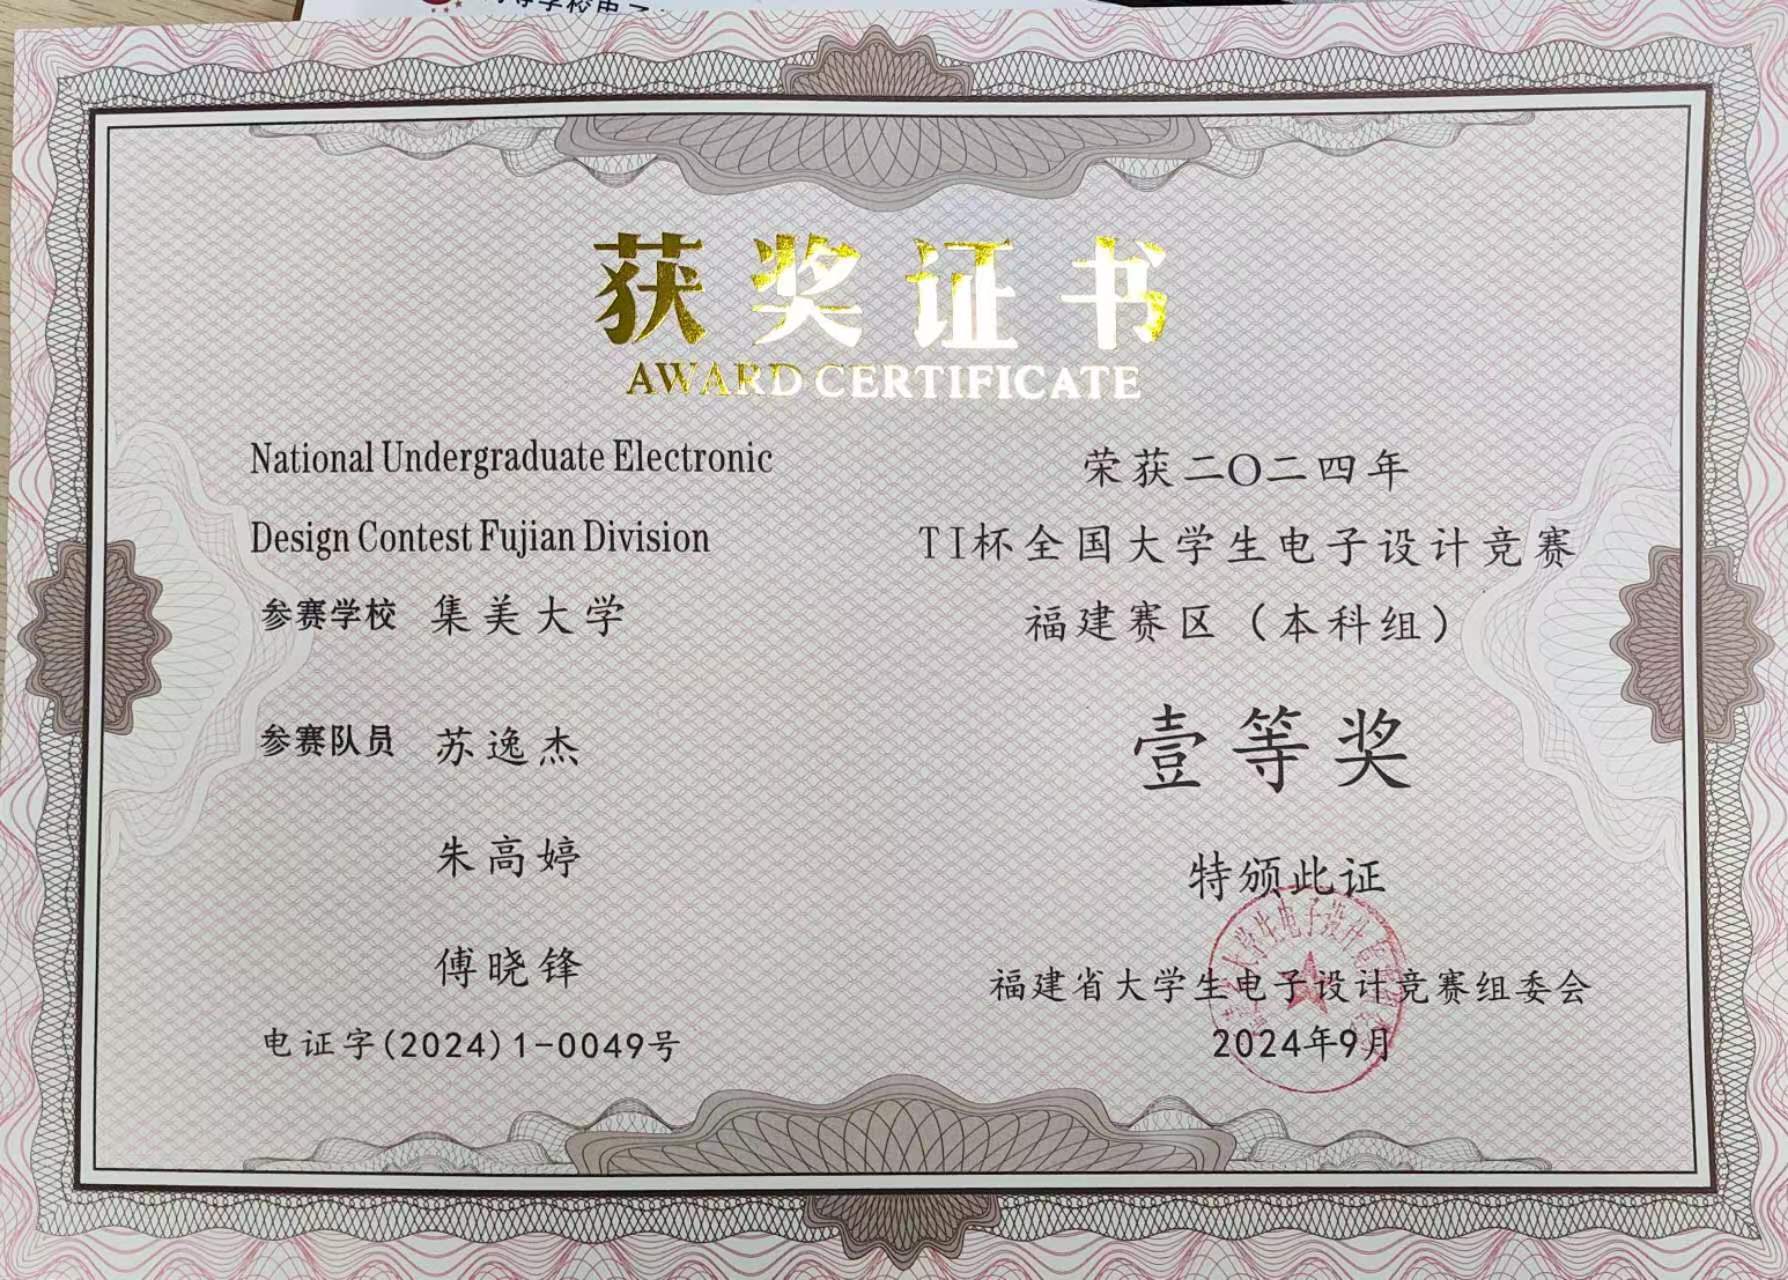 获奖证书
AWARD CERTIFICATE
National Undergraduate Electronic
Design Contest Fujian Division
参赛学校 集美大学
参赛队员 苏逸杰
朱高婷
傅晓锋
电证字(2024)1-0049号
荣获二〇二四年
TI杯全国大学生电子设计竞赛
福建赛区（本科组）
壹等奖
特颁此证
福建省大学生电子设计竞赛组委会
2024年9月